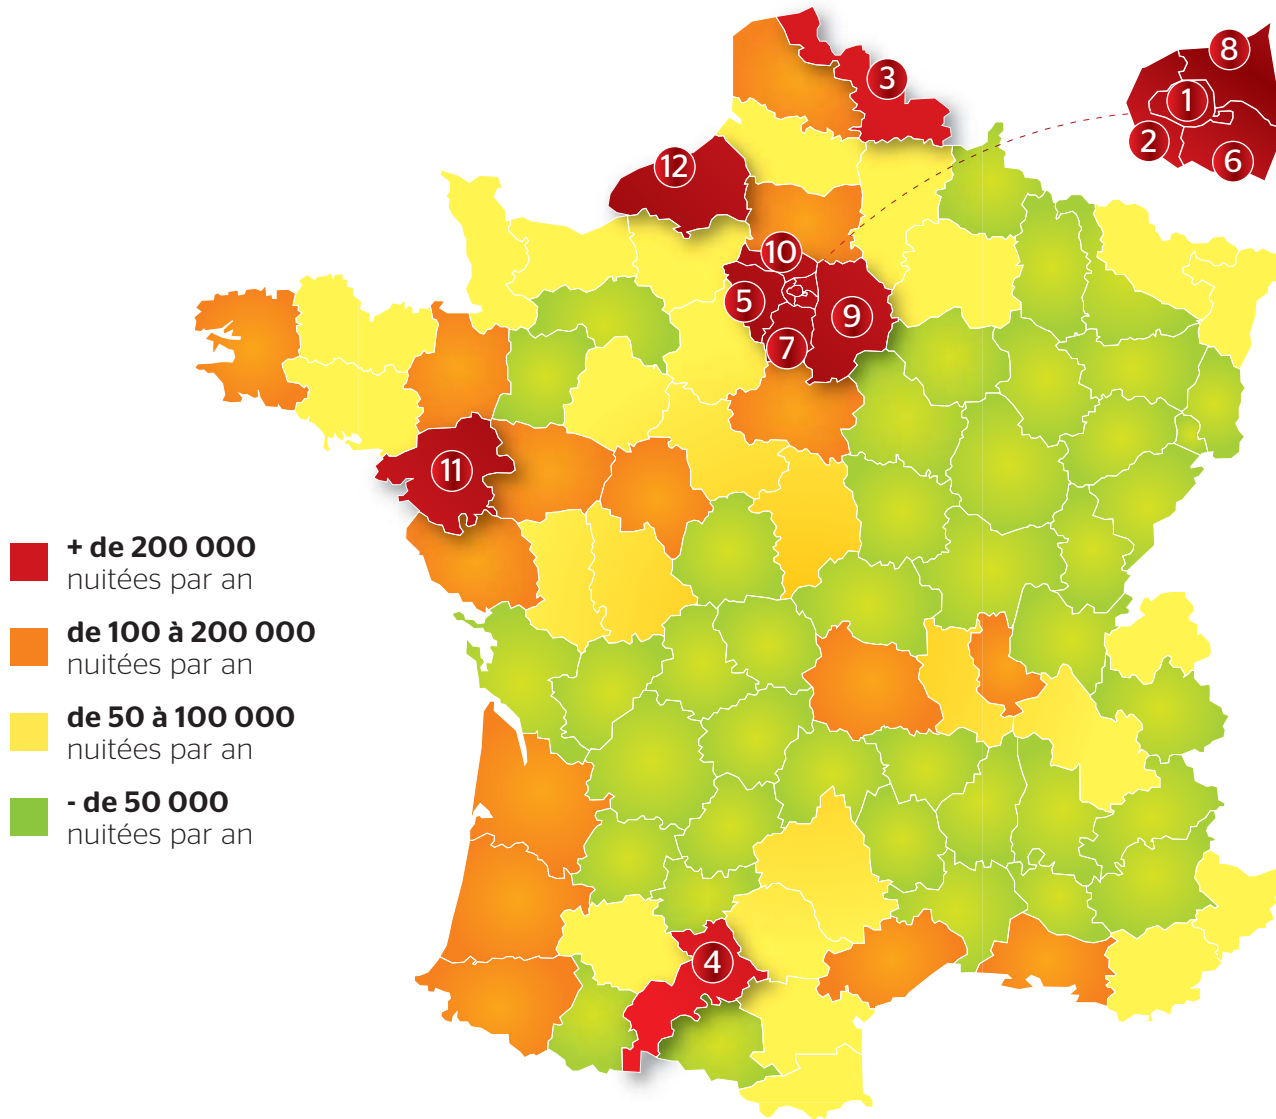 8
3
1
2
6
12
10
5
9
7
11
+ de 200 000
nuitées par an
de 100 à 200 000
nuitées par an
de 50 à 100 000
nuitées par an
- de 50 000
nuitées par an
4